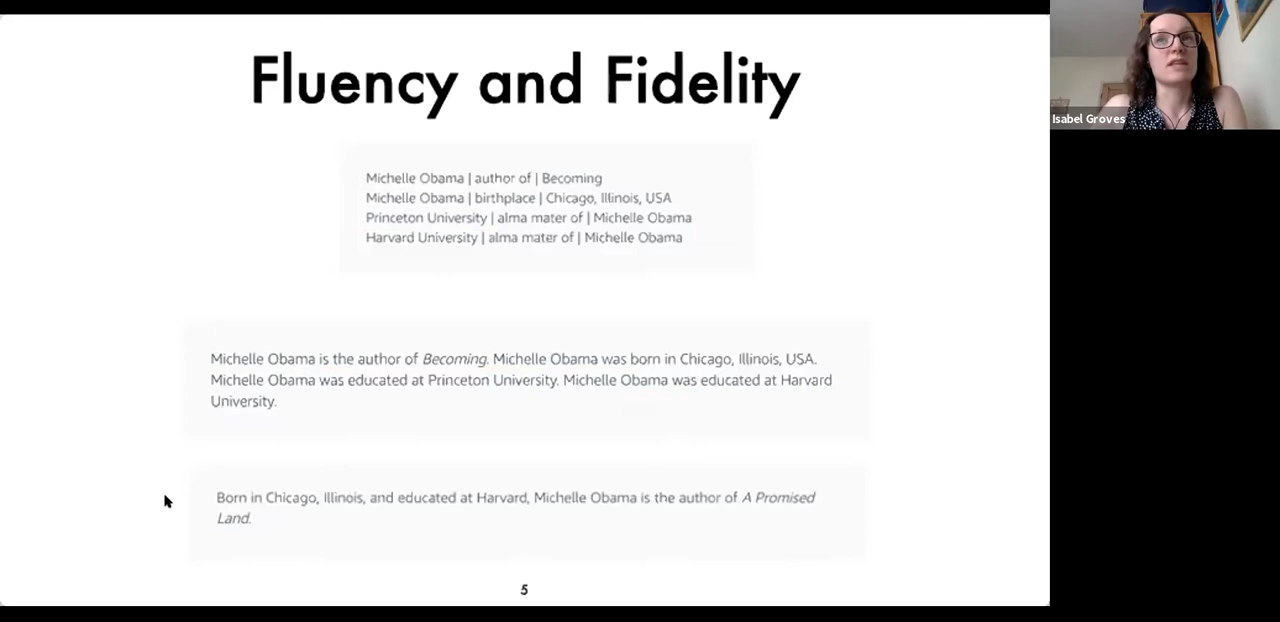 Fluency and Fidelity
Isabel Groves
Michelle Obama | author of | Becoming
Michelle Obama | birthplace | Chicago, Illinois, USA
Princeton University | alma mater of | Michelle Obama
Harvard University | alma mater of | Michelle Obama
Michelle Obama is the author of Becoming. Michelle Obama was born in Chicago, Illinois, USA.
Michelle Obama was educated at Princeton University. Michelle Obama was educated at Harvard
University.
Born in Chicago, Illinois, and educated at Harvard, Michelle Obama is the author of A Promised
Land.
5